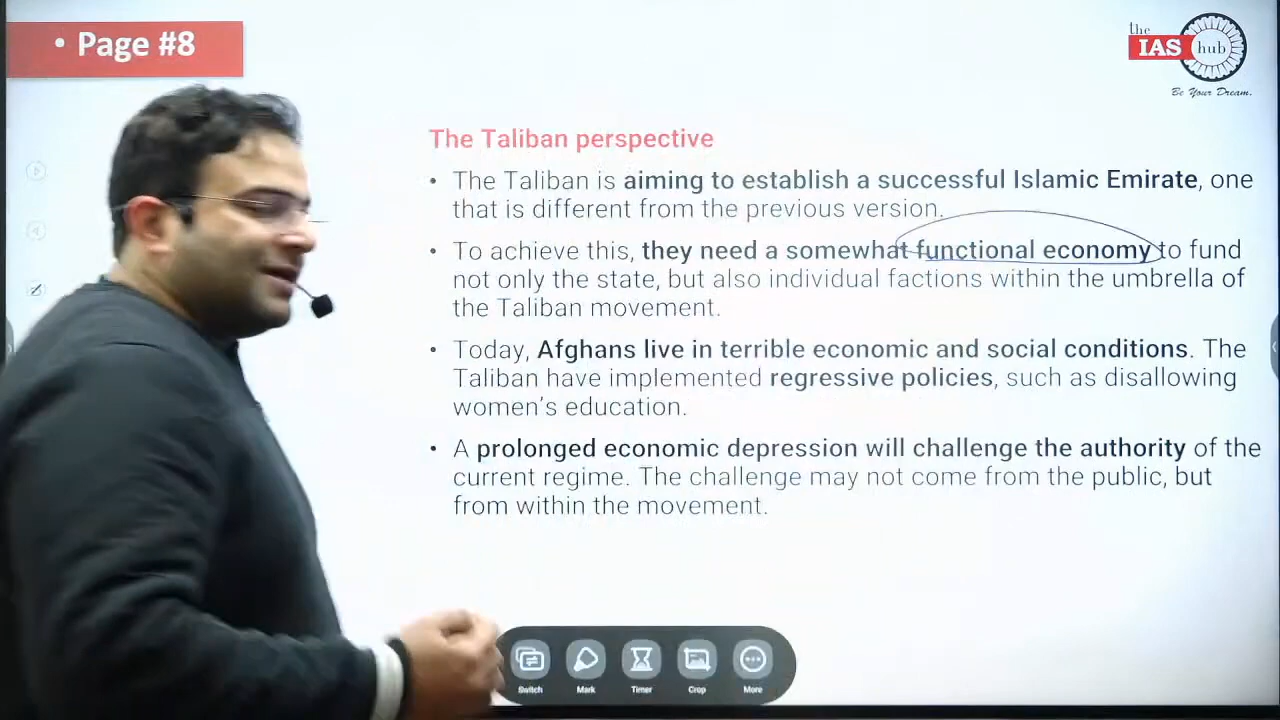 • Page #8
the
IAS hub
Be Your Dream.
The Taliban perspective
• The Taliban is aiming to establish a successful Islamic Emirate, one
that is different from the previous version.
• To achieve this, they need a somewhat functional economy to fund
not only the state, but also individual factions within the umbrella of
the Taliban movement.
• Today, Afghans live in terrible economic and social conditions. The
Taliban have implemented regressive policies, such as disallowing
women's education.
• A prolonged economic depression will challenge the authority of the
current regime. The challenge may not come from the public, but
from within the movement.
Switch Mark Timer Crop More